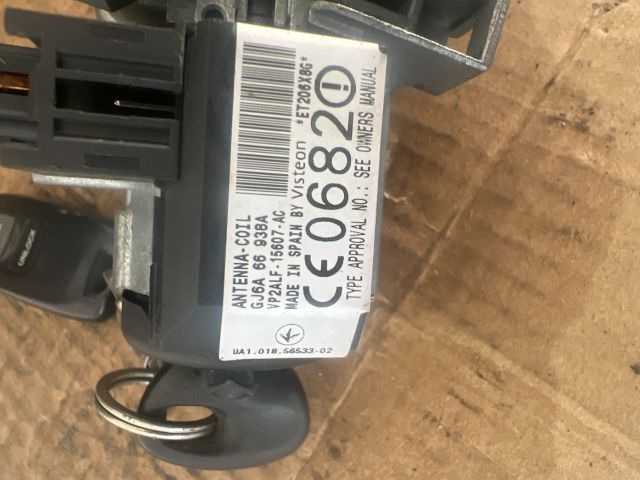 *ET206X8G*
ANTENNA-COIL
GJ6A 66 938A
VP2ALF-15607-AC
MADE IN SPAIN BY Visteon
CE0682
TYPE APPROVAL NO.: SEE OWNERS MANUAL
UA1.018.56533-02
UNLOCK